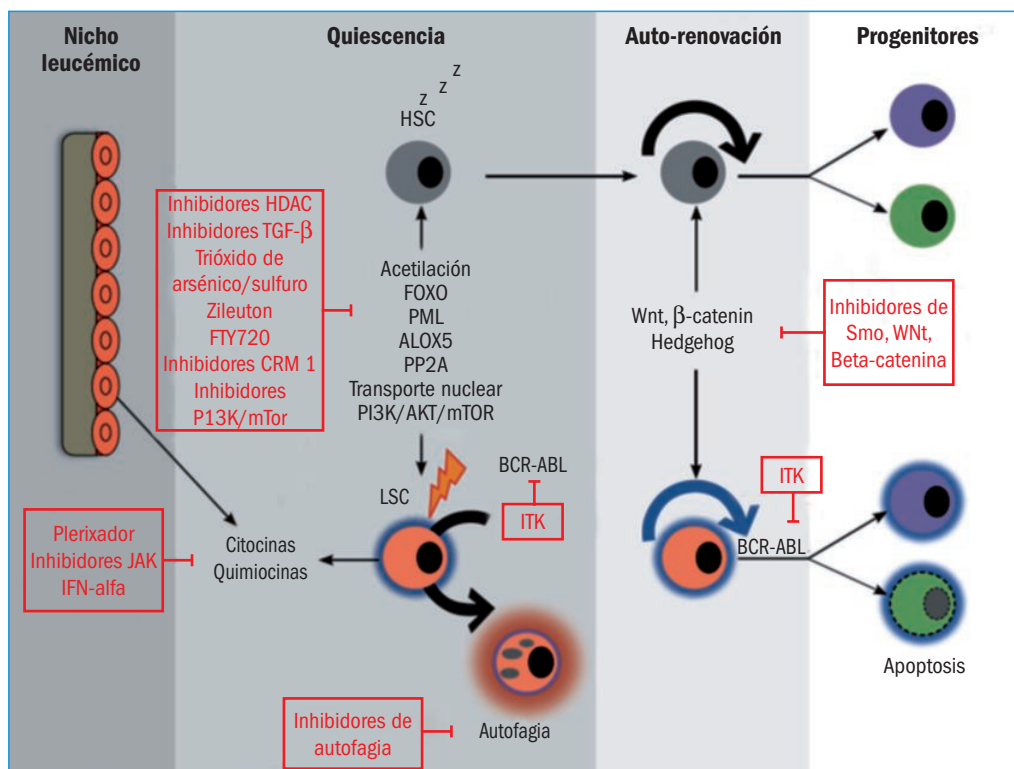 Nicho
leucémico
Quiescencia
Auto-renovación
Progenitores
z
z
z
HSC
Inhibidores HDAC
Inhibidores TGF-β
Trióxido de
arsénico/sulfuro
Zileuton
FTY720
Inhibidores CRM 1
Inhibidores
P13K/mTor
Acetilación
FOXO
PML
ALOX5
PP2A
Transporte nuclear
PI3K/AKT/mTOR
Wnt, β-catenin
Hedgehog
Inhibidores de
Smo, WNt,
Beta-catenina
LSC
BCR-ABL
ITK
ITK
BCR-ABL
Plerixador
Inhibidores JAK
IFN-alfa
Citocinas
Quimiocinas
Apoptosis
Inhibidores de
autofagia
Autofagia